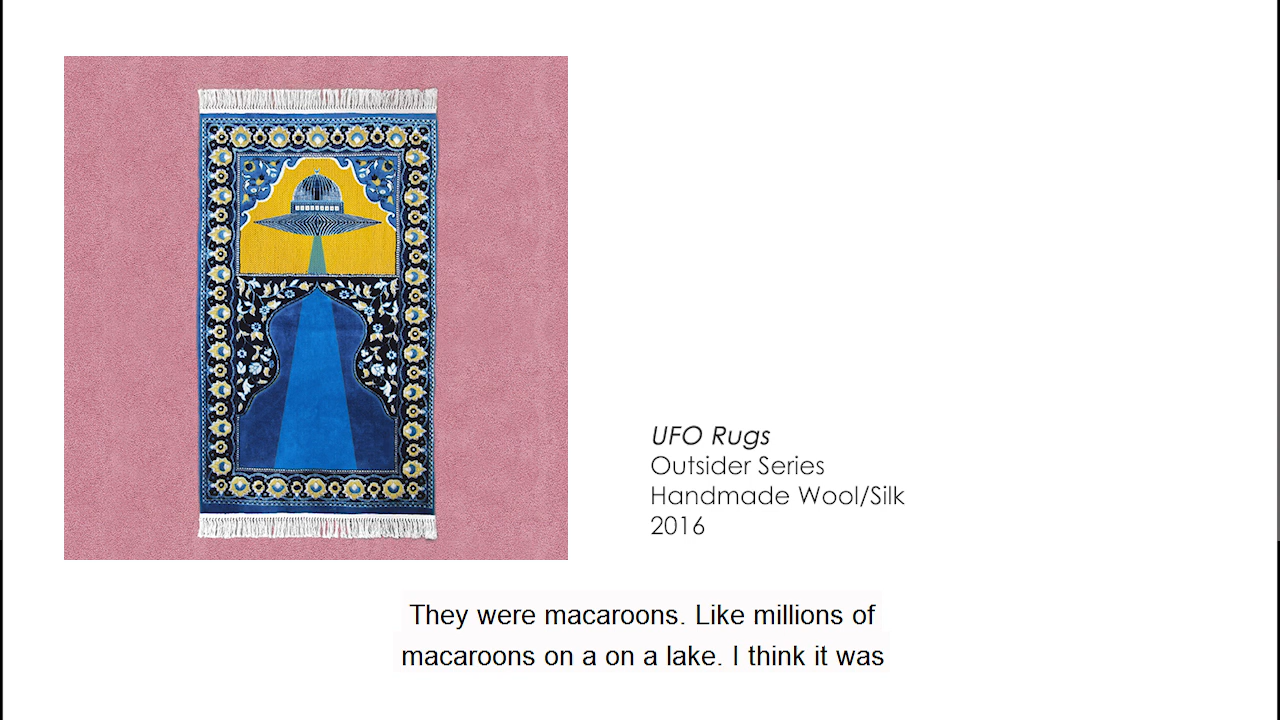 UFO Rugs
Outsider Series
Handmade Wool/Silk
2016
They were macaroons. Like millions of
macaroons on a on a lake. I think it was